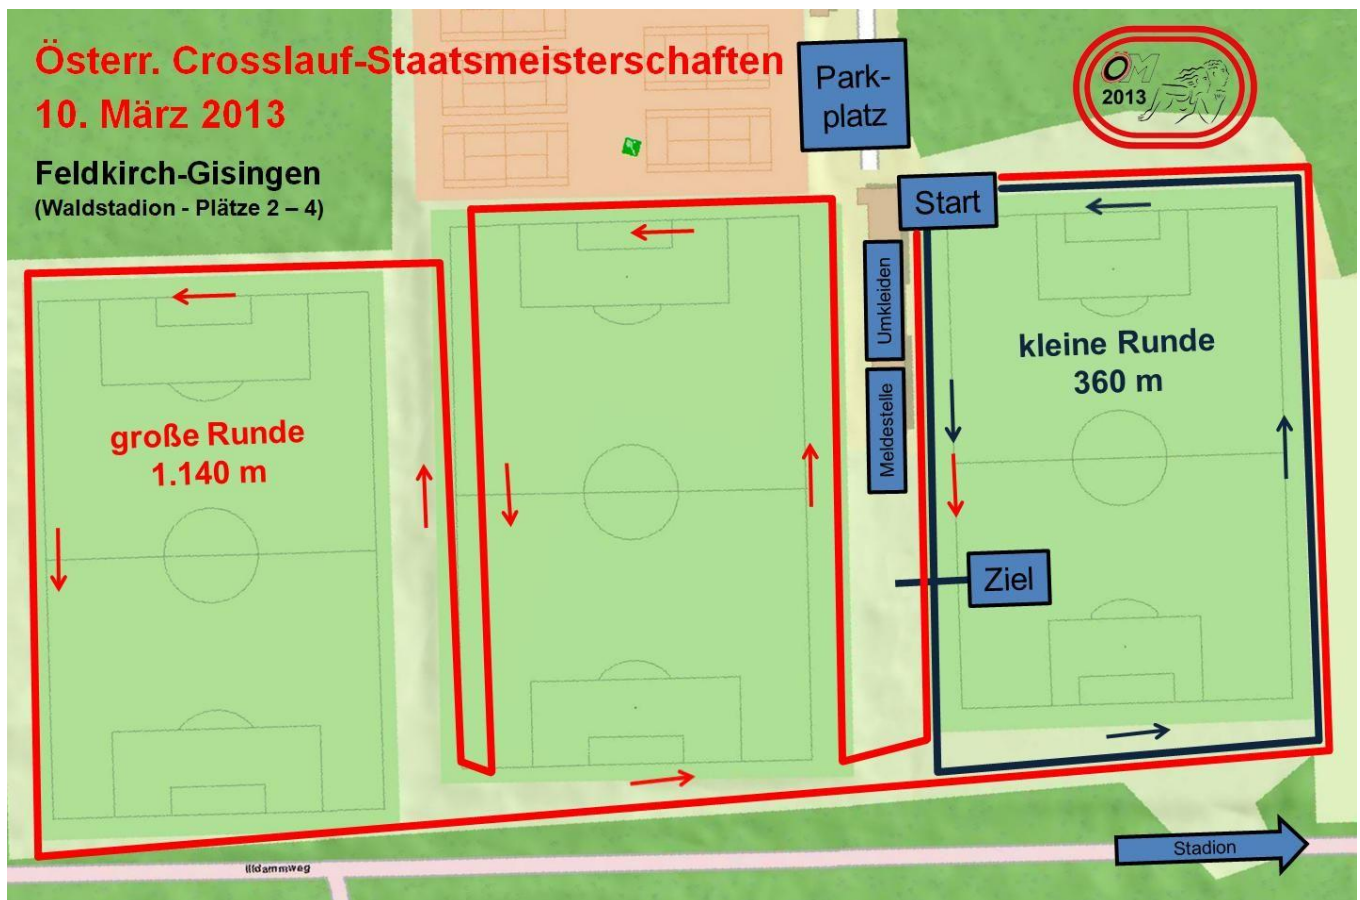 Österr. Crosslauf-Staatsmeisterschaften
10. März 2013
Feldkirch-Gisingen
(Waldstadion - Plätze 2 – 4)
Park-
platz
ÖM
2013
Start
Umkleiden
Meldestelle
kleine Runde
360 m
große Runde
1.140 m
Ziel
Stadion
Illdammweg